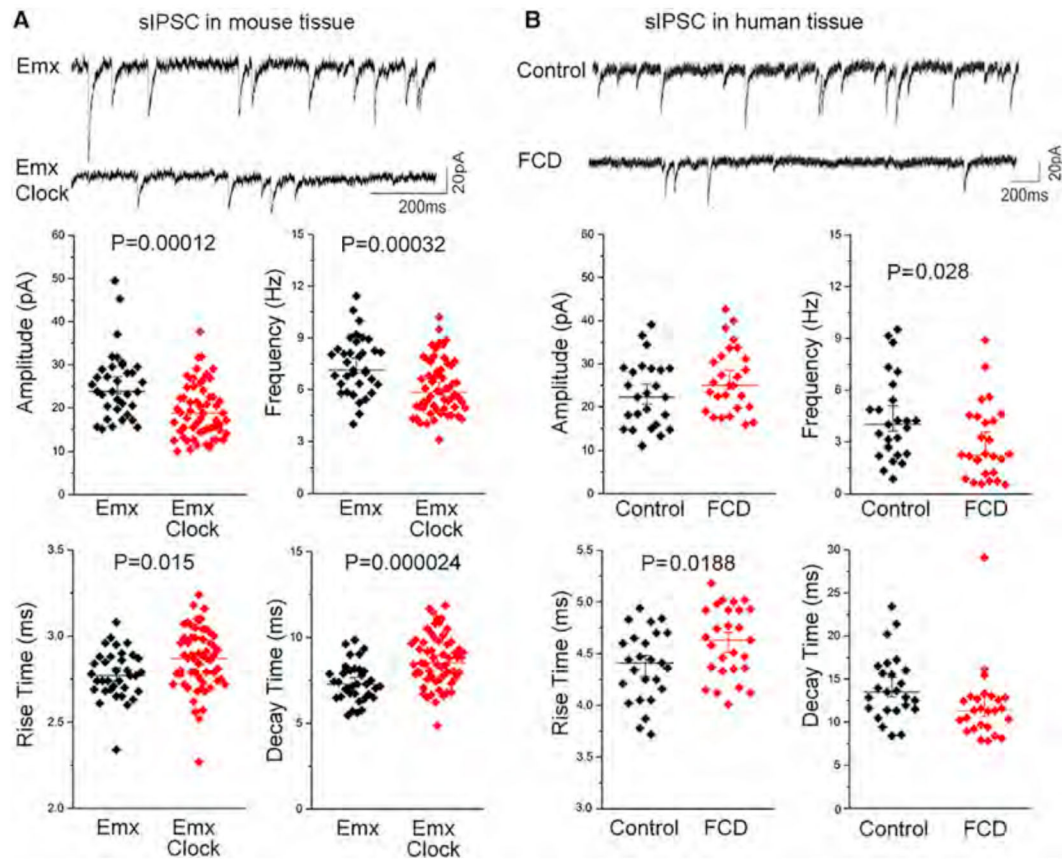 A
sIPSC in mouse tissue
Emx
Emx
Clock
20pA
200ms
P=0.00012
Amplitude (pA)
60
50
40
30
20
10
0
Emx
Emx
Clock
P=0.00032
Frequency (Hz)
15
12
9
6
3
0
Emx
Emx
Clock
P=0.015
Rise Time (ms)
3.5
3.0
2.5
2.0
Emx
Emx
Clock
P=0.000024
Decay Time (ms)
15
10
5
0
Emx
Emx
Clock
B
sIPSC in human tissue
Control
FCD
20pA
200ms
Amplitude (pA)
60
50
40
30
20
10
0
Control
FCD
P=0.028
Frequency (Hz)
15
12
9
6
3
0
Control
FCD
P=0.0188
Rise Time (ms)
5.5
5.0
4.5
4.0
4.5
3.0
Control
FCD
Decay Time (ms)
30
25
20
15
10
5
0
Control
FCD